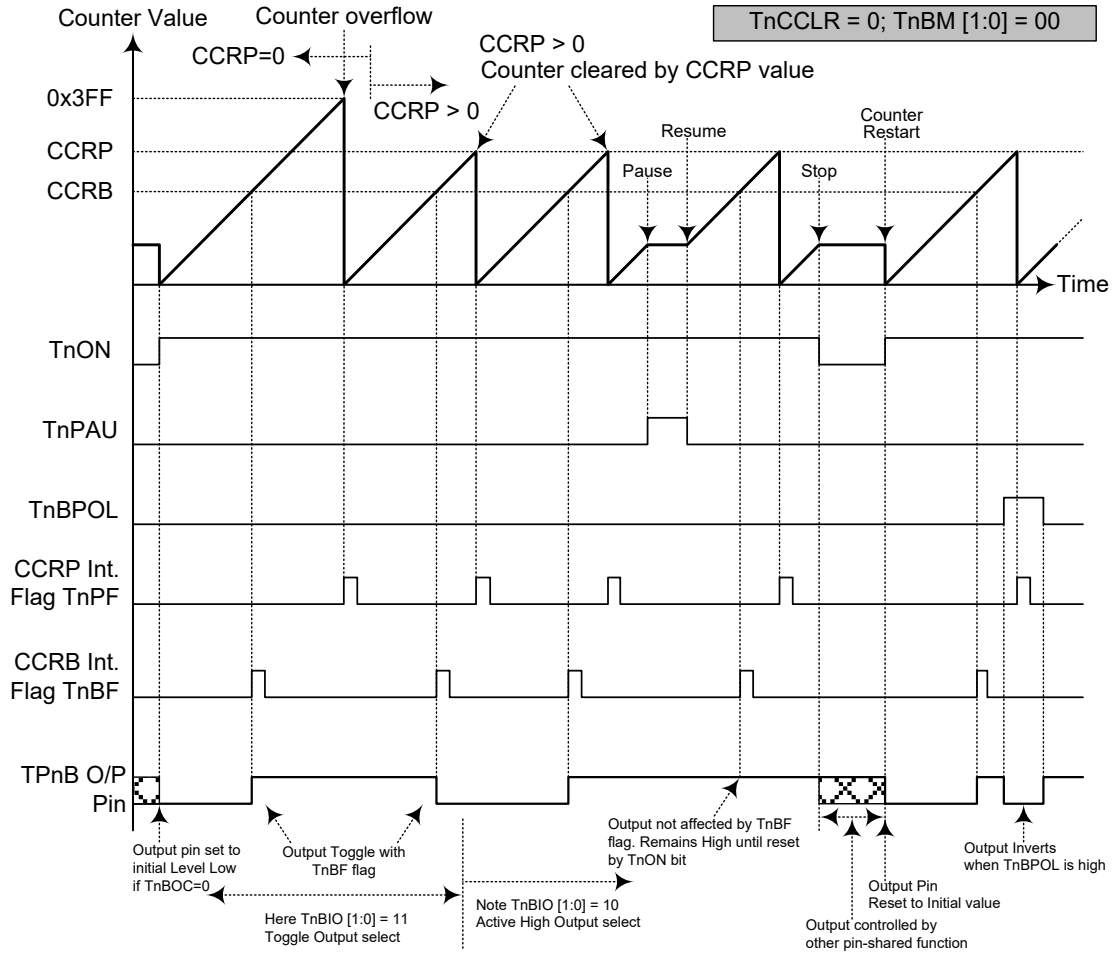 Counter Value
Counter overflow
TnCCLR = 0; TnBM [1:0] = 00
CCRP=0
CCRP > 0
CCRP > 0
Counter cleared by CCRP value
0x3FF
CCRP
CCRB
Pause
Resume
Stop
Counter
Restart
Time
TnON
TnPAU
TnBPOL
CCRP Int.
Flag TnPF
CCRB Int.
Flag TnBF
TPnB O/P
Pin
Output pin set to
initial Level Low
if TnBOC=0
Output Toggle with
TnBF flag
Here TnBIO [1:0] = 11
Toggle Output select
Note TnBIO [1:0] = 10
Active High Output select
Output not affected by TnBF
flag. Remains High until reset
by TnON bit
Output controlled by
other pin-shared function
Output Pin
Reset to Initial value
Output Inverts
when TnBPOL is high